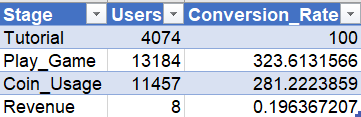 Stage Users Conversion_Rate
Tutorial 4074 100
Play_Game 13184 323.6131566
Coin_Usage 11457 281.2223859
Revenue 8 0.196367207